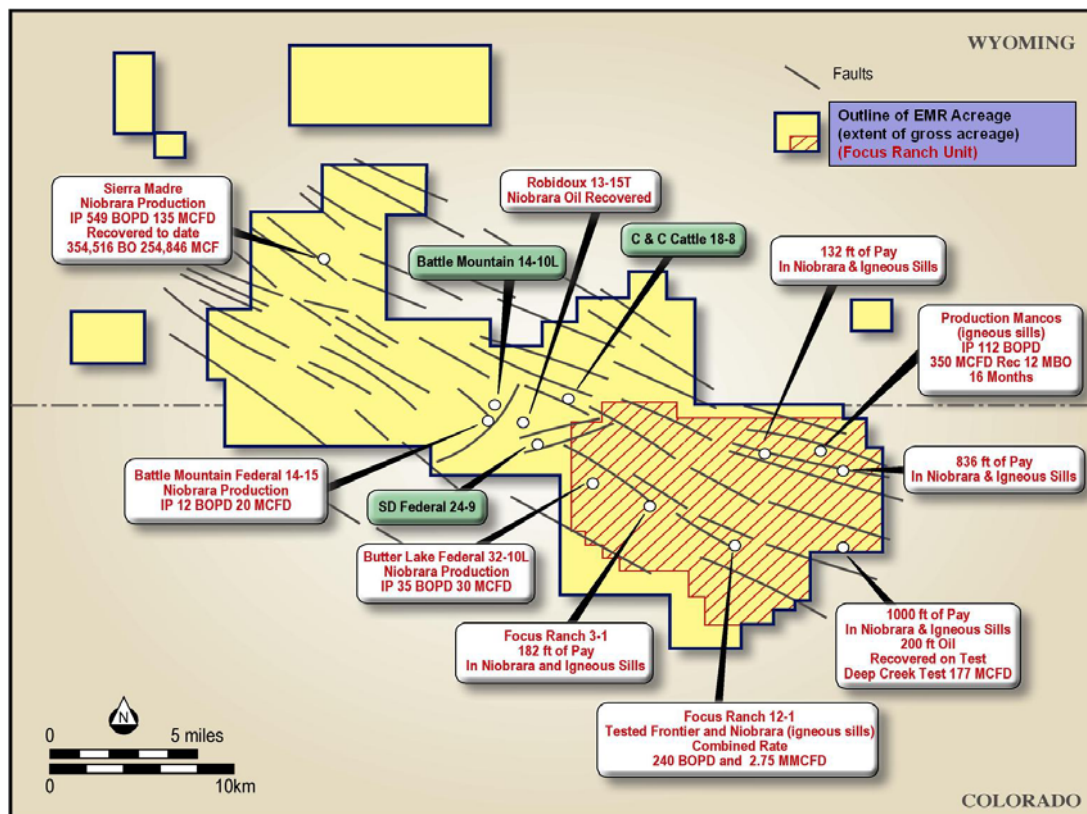 WYOMING
Faults
Outline of EMR Acreage
(extent of gross acreage)
(Focus Ranch Unit)
Sierra Madre
Niobrara Production
IP 549 BOPD 135 MCFD
Recovered to date
354,516 BO 254,846 MCF
Robidoux 13-15T
Niobrara Oil Recovered
Battle Mountain 14-10L
C & C Cattle 18-8
132 ft of Pay
In Niobrara & Igneous Sills
Production Mancos
(igneous sills)
IP 112 BOPD
350 MCFD Rec 12 MBO
16 Months
836 ft of Pay
In Niobrara & Igneous Sills
Battle Mountain Federal 14-15
Niobrara Production
IP 12 BOPD 20 MCFD
SD Federal 24-9
Butter Lake Federal 32-10L
Niobrara Production
IP 35 BOPD 30 MCFD
Focus Ranch 3-1
182 ft of Pay
In Niobrara and Igneous Sills
1000 ft of Pay
In Niobrara & Igneous Sills
200 ft Oil
Recovered on Test
Deep Creek Test 177 MCFD
Focus Ranch 12-1
Tested Frontier and Niobrara (igneous sills)
Combined Rate
240 BOPD and 2.75 MMCFD
N
0 5 miles
0 10km
COLORADO